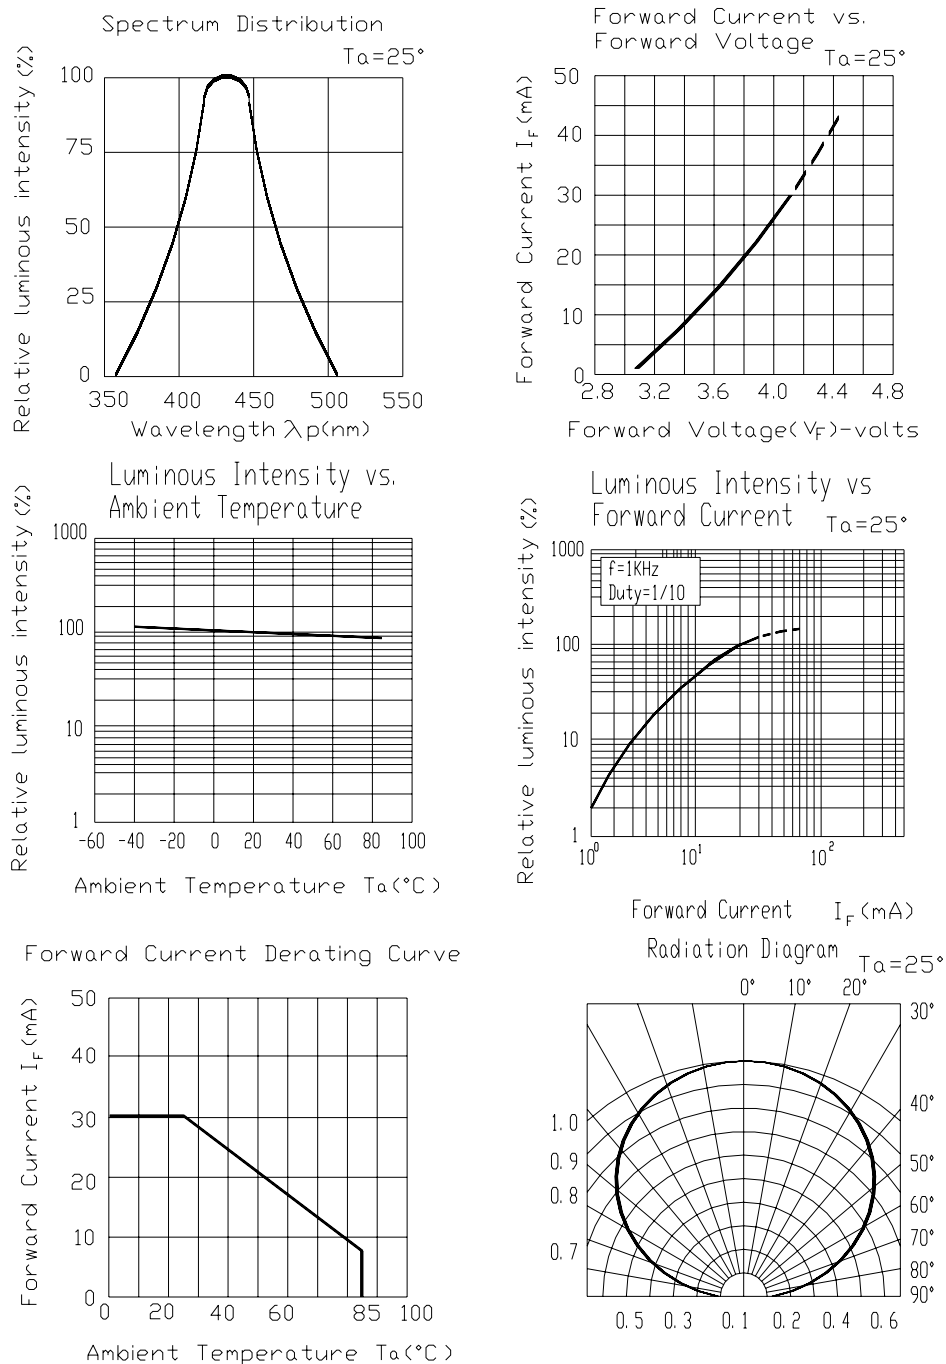 Spectrum Distribution
Ta=25°
Relative luminous intensity (%)
100
75
50
25
0
350 400 450 500 550
Wavelength λp(nm)
Forward Current vs.
Forward Voltage
Ta=25°
Forward Current IF (mA)
50
40
30
20
10
0
2.8 3.2 3.6 4.0 4.4 4.8
Forward Voltage(VF)-volts
Luminous Intensity vs.
Ambient Temperature
Relative luminous intensity (%)
1000
100
10
1
-60 -40 -20 0 20 40 60 80 100
Ambient Temperature Ta(°C)
Luminous Intensity vs
Forward Current
Ta=25°
Relative luminous intensity (%)
f=1KHz
Duty=1/10
1000
100
10
1
10⁰ 10¹ 10²
Forward Current IF (mA)
Forward Current Derating Curve
Forward Current IF (mA)
50
40
30
20
10
0
0 20 40 60 85 100
Ambient Temperature Ta(°C)
Radiation Diagram
Ta=25°
0° 10° 20°
30°
40°
50°
60°
70°
80°
90°
1.0
0.9
0.8
0.7
0.5 0.3 0.1 0.2 0.4 0.6